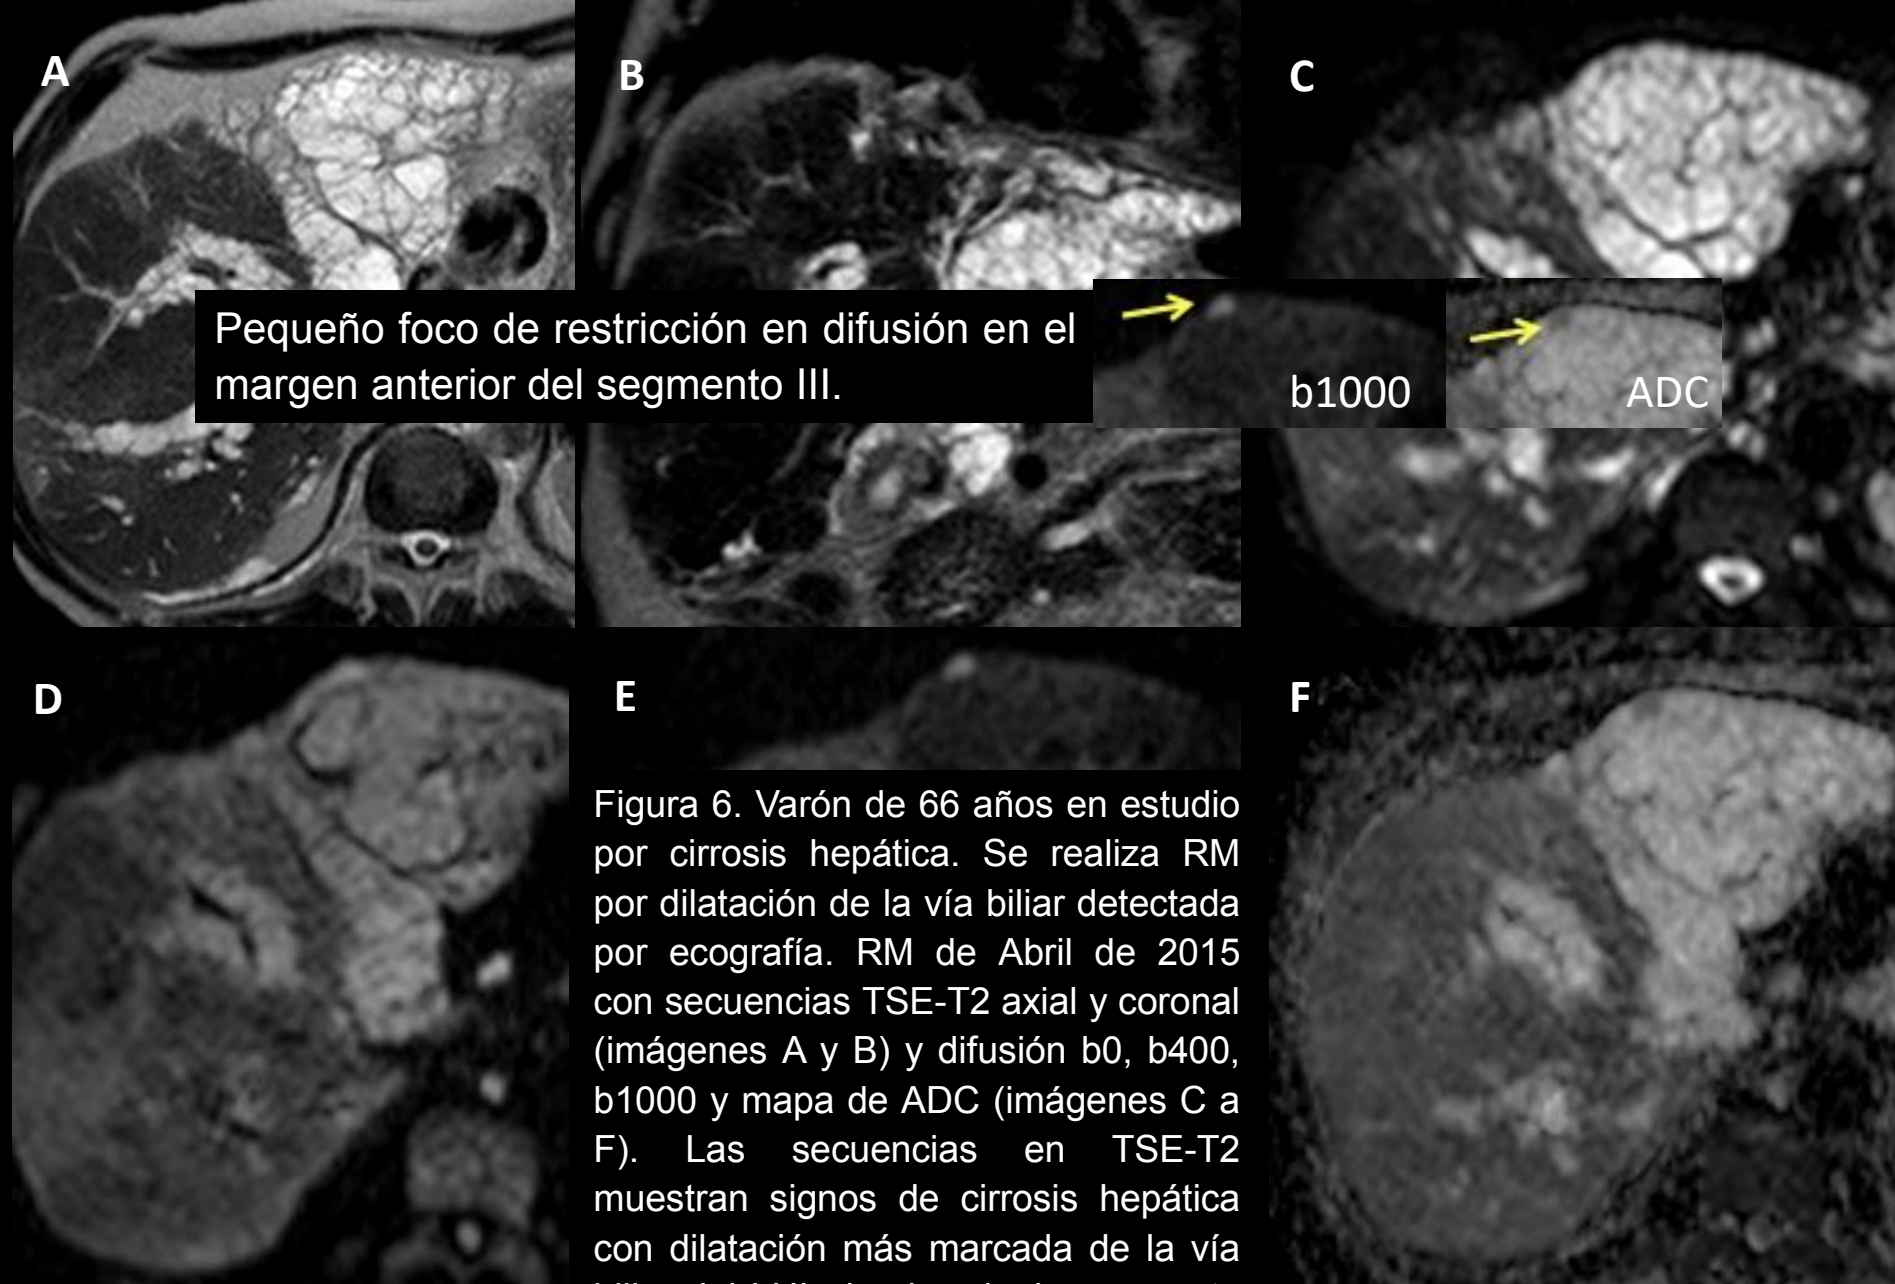 A
B
C
Pequeño foco de restricción en difusión en el
margen anterior del segmento III.
b1000
ADC
D
E
F
Figura 6. Varón de 66 años en estudio
por cirrosis hepática. Se realiza RM
por dilatación de la vía biliar detectada
por ecografía. RM de Abril de 2015
con secuencias TSE-T2 axial y coronal
(imágenes A y B) y difusión b0, b400,
b1000 y mapa de ADC (imágenes C a
F). Las secuencias en TSE-T2
muestran signos de cirrosis hepática
con dilatación más marcada de la vía